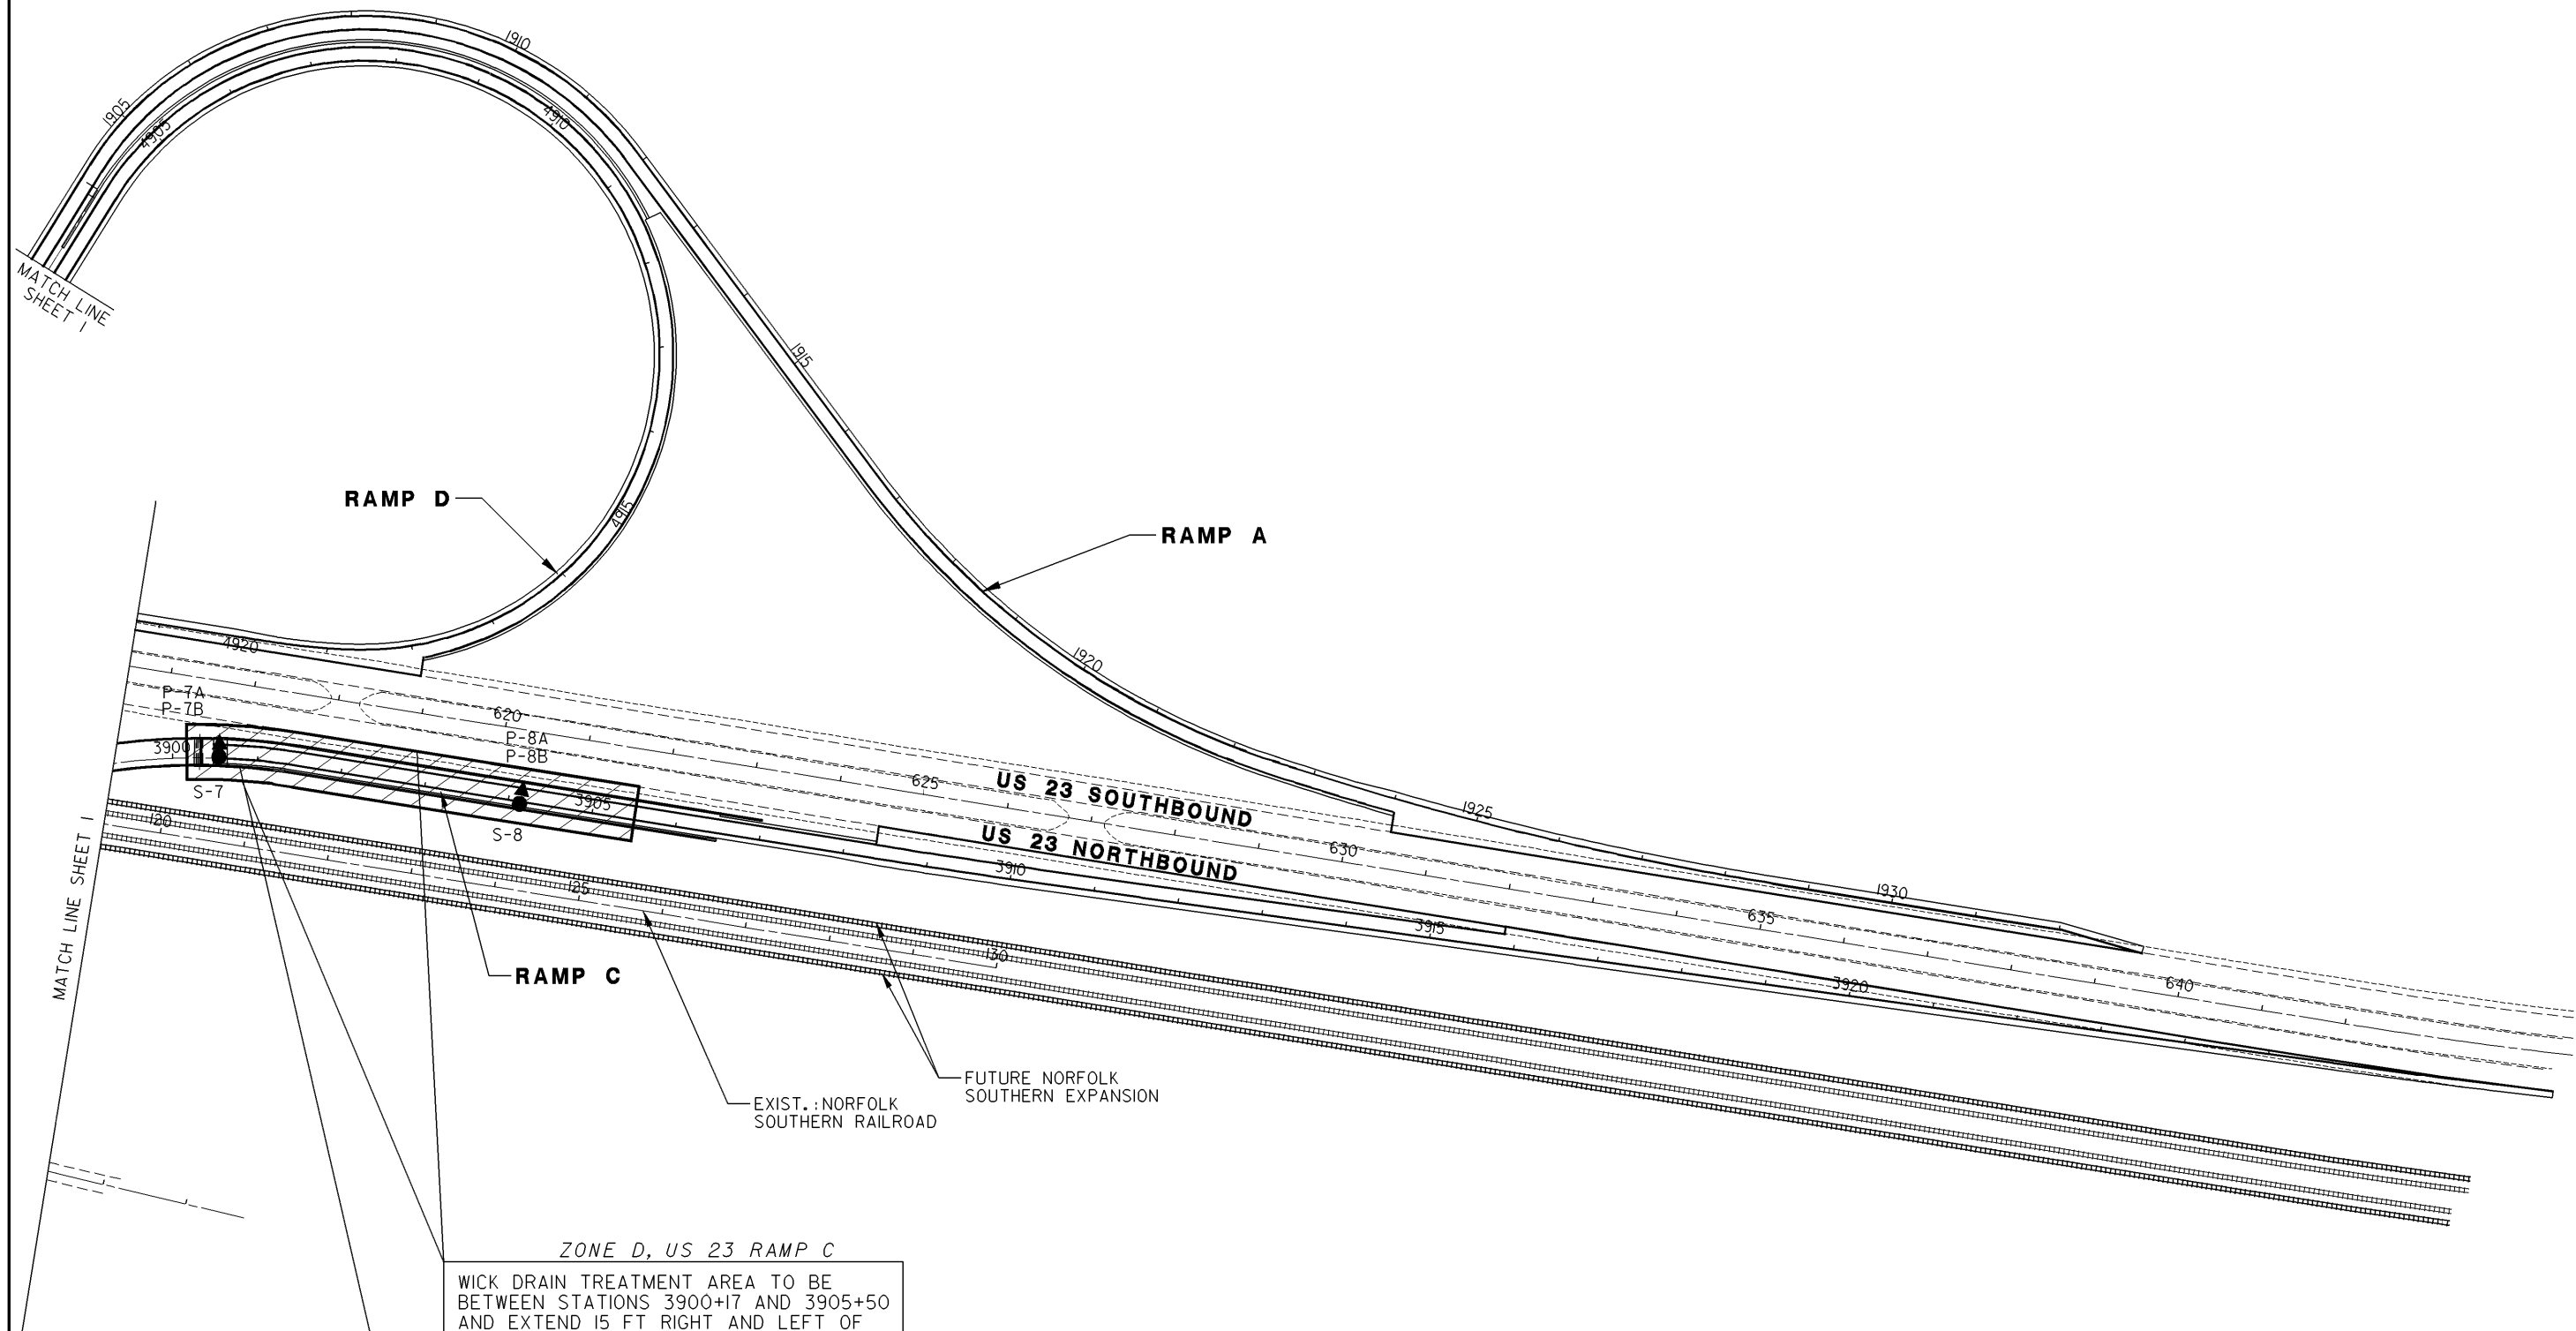 1910
1905
4905
4910
MATCH LINE
SHEET 1
1915
RAMP D
4915
RAMP A
4920
1920
P-7A
P-7B
620
P-8A
P-8B
3900
S-7
3905
S-8
625
US 23 SOUTHBOUND
US 23 NORTHBOUND
1925
630
3910
1930
635
3915
640
3920
120
125
130
MATCH LINE SHEET 1
RAMP C
FUTURE NORFOLK
SOUTHERN EXPANSION
EXIST.:NORFOLK
SOUTHERN RAILROAD
ZONE D, US 23 RAMP C
WICK DRAIN TREATMENT AREA TO BE
BETWEEN STATIONS 3900+17 AND 3905+50
AND EXTEND 15 FT RIGHT AND LEFT OF